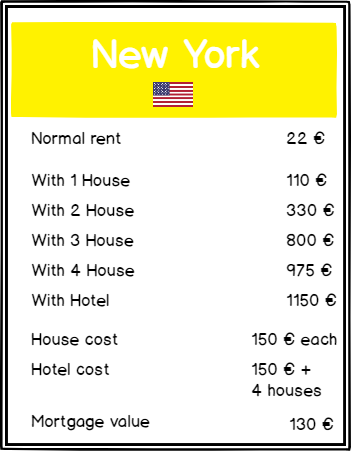 New York
Normal rent 22 €
With 1 House 110 €
With 2 House 330 €
With 3 House 800 €
With 4 House 975 €
With Hotel 1150 €
House cost 150 € each
Hotel cost 150 € +
4 houses
Mortgage value 130 €